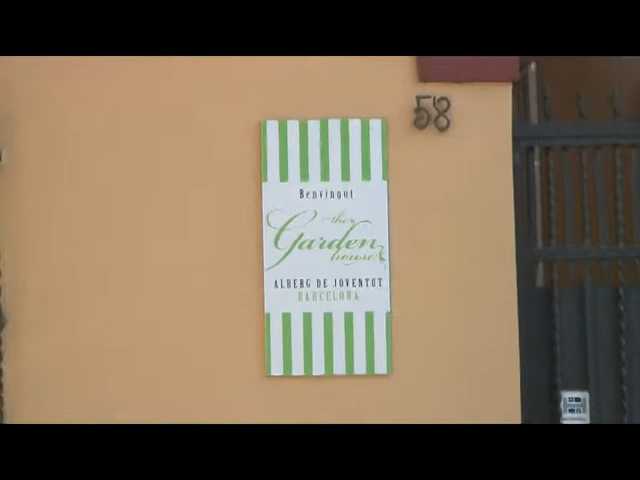 58
Benvingut
the
Garden
house
ALBERG DE JOVENTUT
BARCELONA